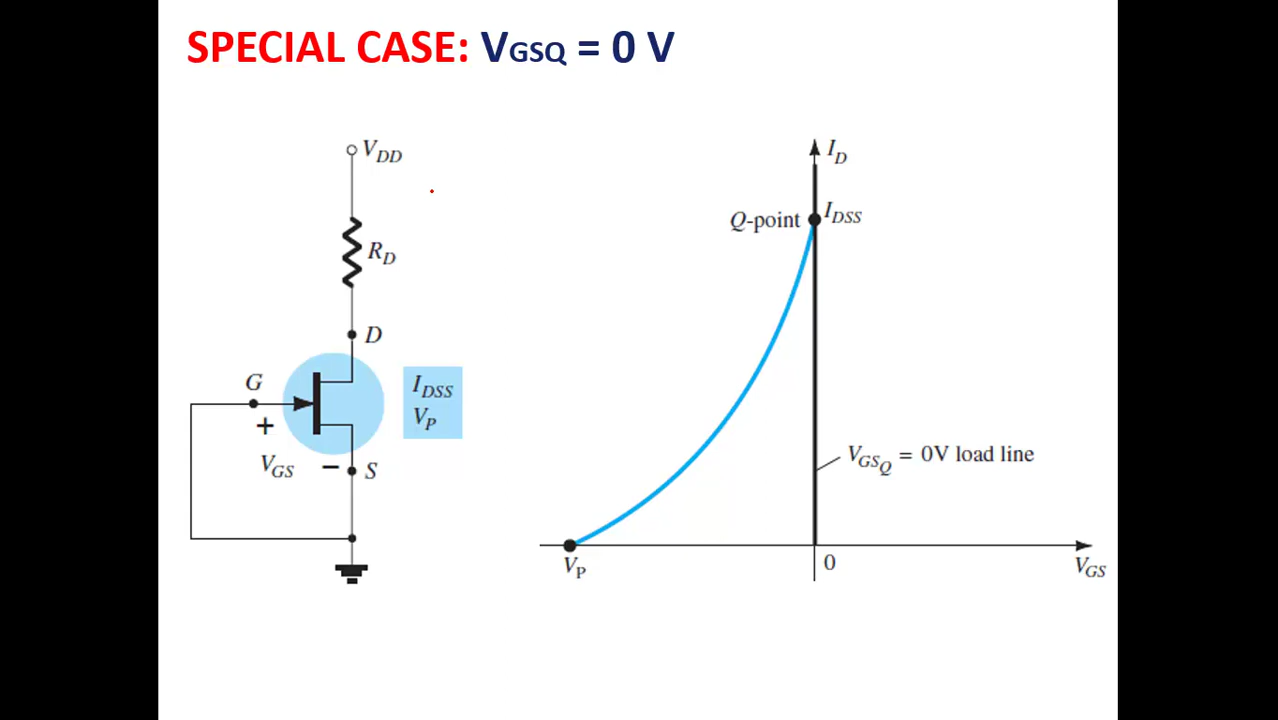 SPECIAL CASE: VGSQ = 0 V
VDD
RD
D
G
+
VGS
−
S
IDSS
VP
ID
Q-point
IDSS
VGSQ = 0V load line
VP
0
VGS